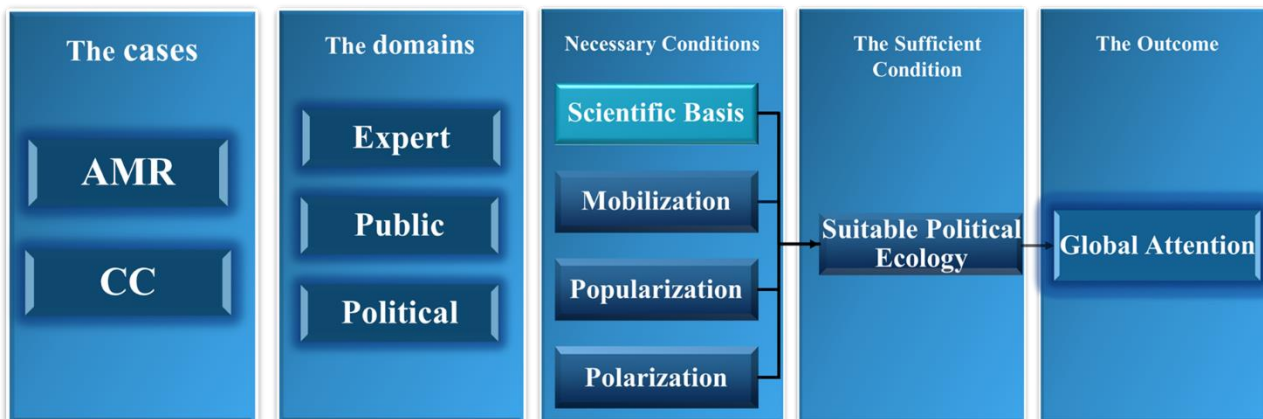 The cases
AMR
CC
The domains
Expert
Public
Political
Necessary Conditions
Scientific Basis
Mobilization
Popularization
Polarization
The Sufficient
Condition
Suitable Political
Ecology
The Outcome
Global Attention